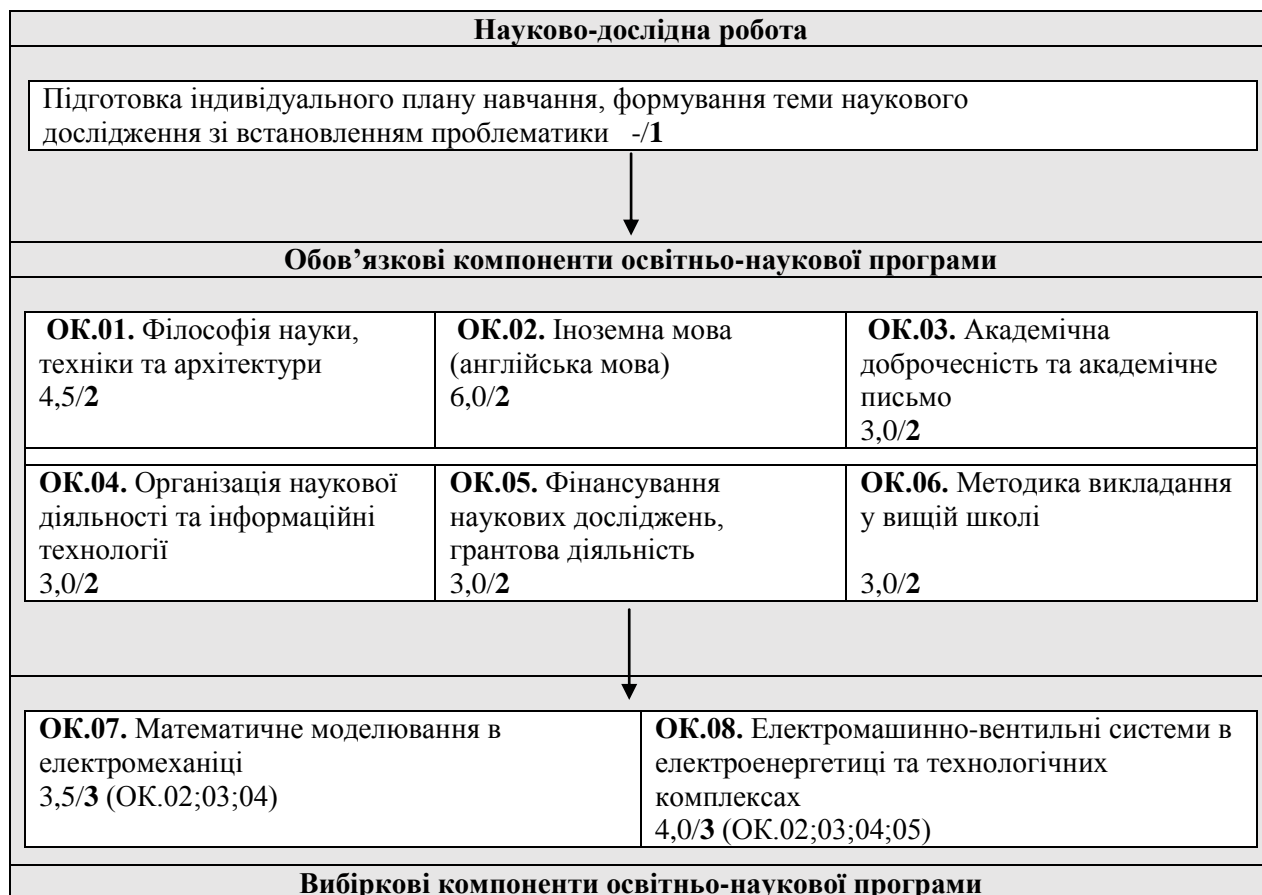 Науково-дослідна робота
Підготовка індивідуального плану навчання, формування теми наукового
дослідження зі встановленням проблематики -/1
Обов’язкові компоненти освітньо-наукової програми
ОК.01. Філософія науки,
техніки та архітектури
4,5/2
ОК.02. Іноземна мова
(англійська мова)
6,0/2
ОК.03. Академічна
доброчесність та академічне
письмо
3,0/2
ОК.04. Організація наукової
діяльності та інформаційні
технології
3,0/2
ОК.05. Фінансування
наукових досліджень,
грантова діяльність
3,0/2
ОК.06. Методика викладання
у вищій школі
3,0/2
ОК.07. Математичне моделювання в
електромеханіці
3,5/3 (ОК.02;03;04)
ОК.08. Електромашинно-вентильні системи в
електроенергетиці та технологічних
комплексах
4,0/3 (ОК.02;03;04;05)
Вибіркові компоненти освітньо-наукової програми